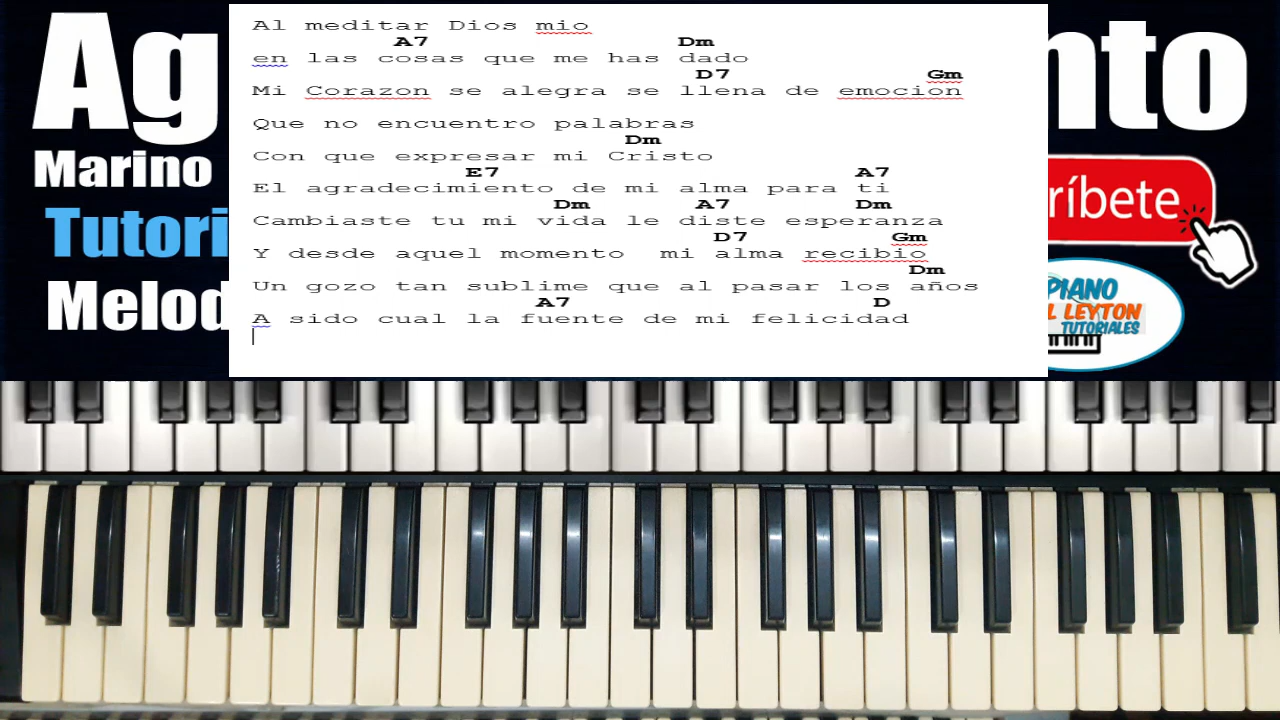 Ag
nto
Marino
Tutori
Melod
ríbete
PIANO
L LEYTON
TUTORIALES
Al meditar Dios mio
A7 Dm
en las cosas que me has dado
D7 Gm
Mi Corazon se alegra se llena de emocion
Que no encuentro palabras
Dm
Con que expresar mi Cristo
E7 A7
El agradecimiento de mi alma para ti
Dm A7 Dm
Cambiaste tu mi vida le diste esperanza
D7 Gm
Y desde aquel momento mi alma recibio
Dm
Un gozo tan sublime que al pasar los años
A7 D
A sido cual la fuente de mi felicidad